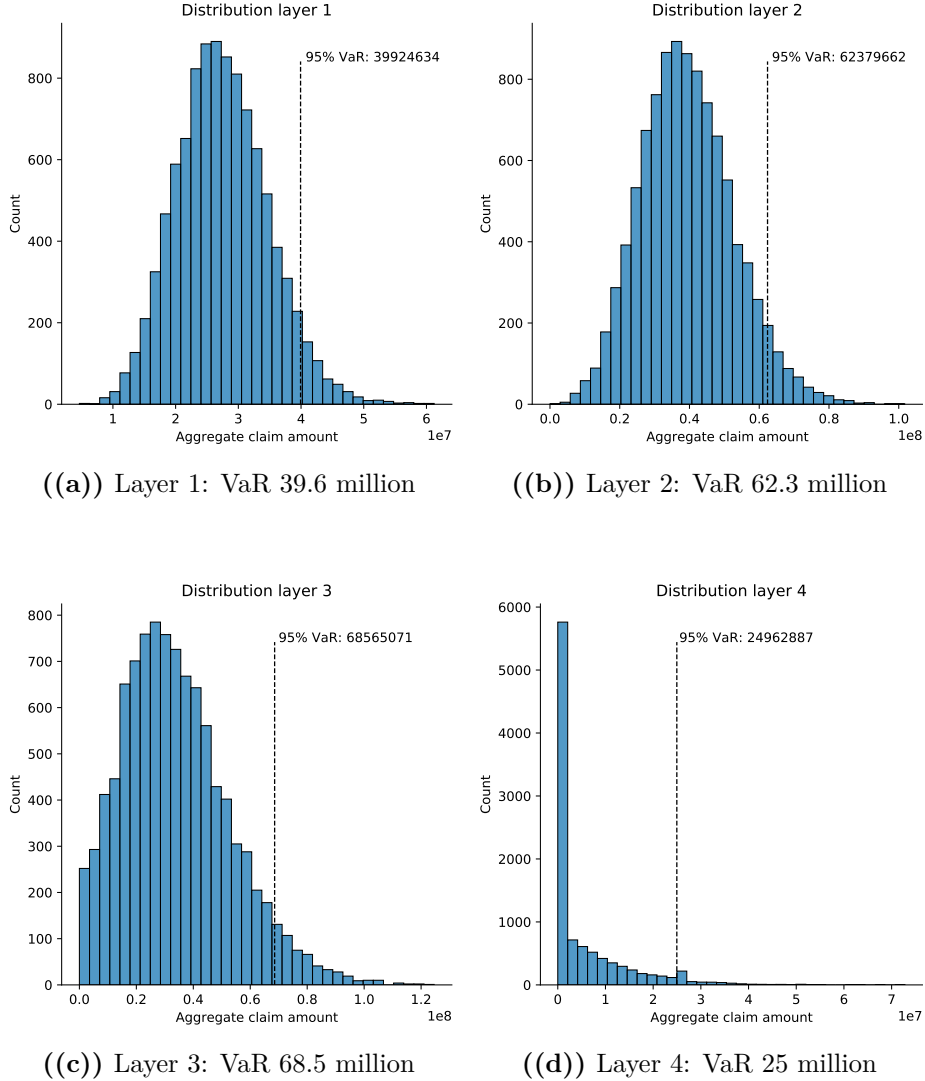 Distribution layer 1
95% VaR: 39924634
Count
800
600
400
200
0
1
2
3
4
5
6
1e7
Aggregate claim amount
((a)) Layer 1: VaR 39.6 million
Distribution layer 2
95% VaR: 62379662
Count
800
600
400
200
0
0.0
0.2
0.4
0.6
0.8
1.0
1e8
Aggregate claim amount
((b)) Layer 2: VaR 62.3 million
Distribution layer 3
95% VaR: 68565071
Count
800
700
600
500
400
300
200
100
0
0.0
0.2
0.4
0.6
0.8
1.0
1.2
1e8
Aggregate claim amount
((c)) Layer 3: VaR 68.5 million
Distribution layer 4
95% VaR: 24962887
Count
6000
5000
4000
3000
2000
1000
0
0
1
2
3
4
5
6
7
1e7
Aggregate claim amount
((d)) Layer 4: VaR 25 million